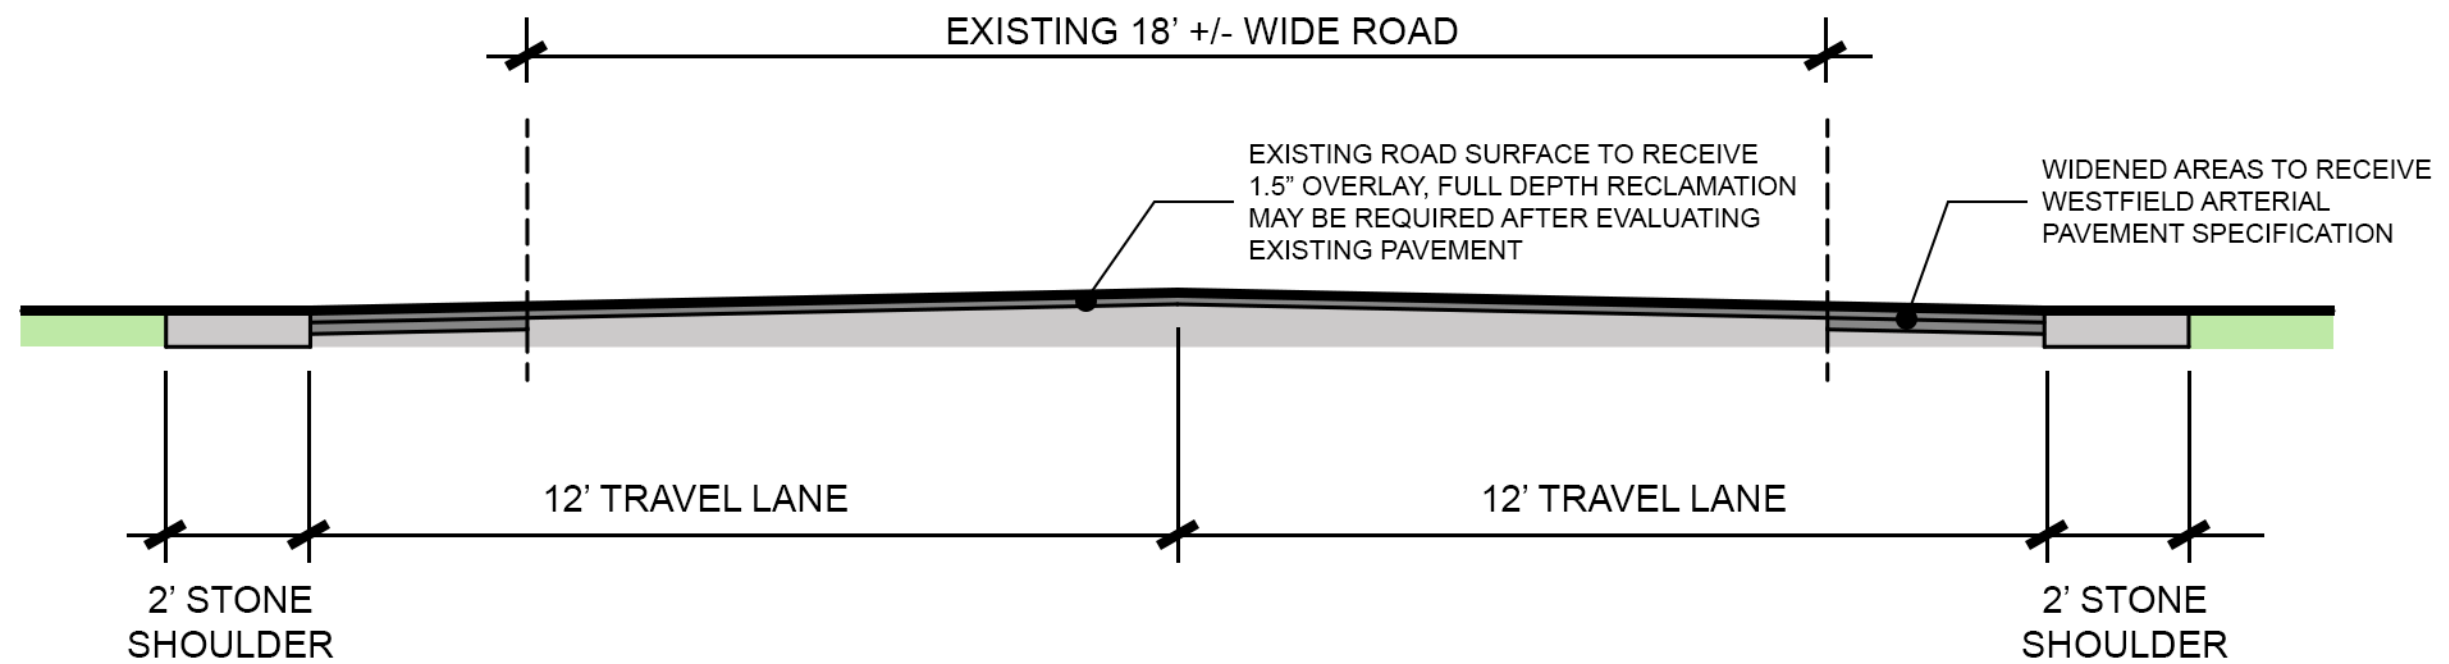 EXISTING 18’ +/- WIDE ROAD
EXISTING ROAD SURFACE TO RECEIVE
1.5” OVERLAY, FULL DEPTH RECLAMATION
MAY BE REQUIRED AFTER EVALUATING
EXISTING PAVEMENT
WIDENED AREAS TO RECEIVE
WESTFIELD ARTERIAL
PAVEMENT SPECIFICATION
12’ TRAVEL LANE
12’ TRAVEL LANE
2’ STONE
SHOULDER
2’ STONE
SHOULDER